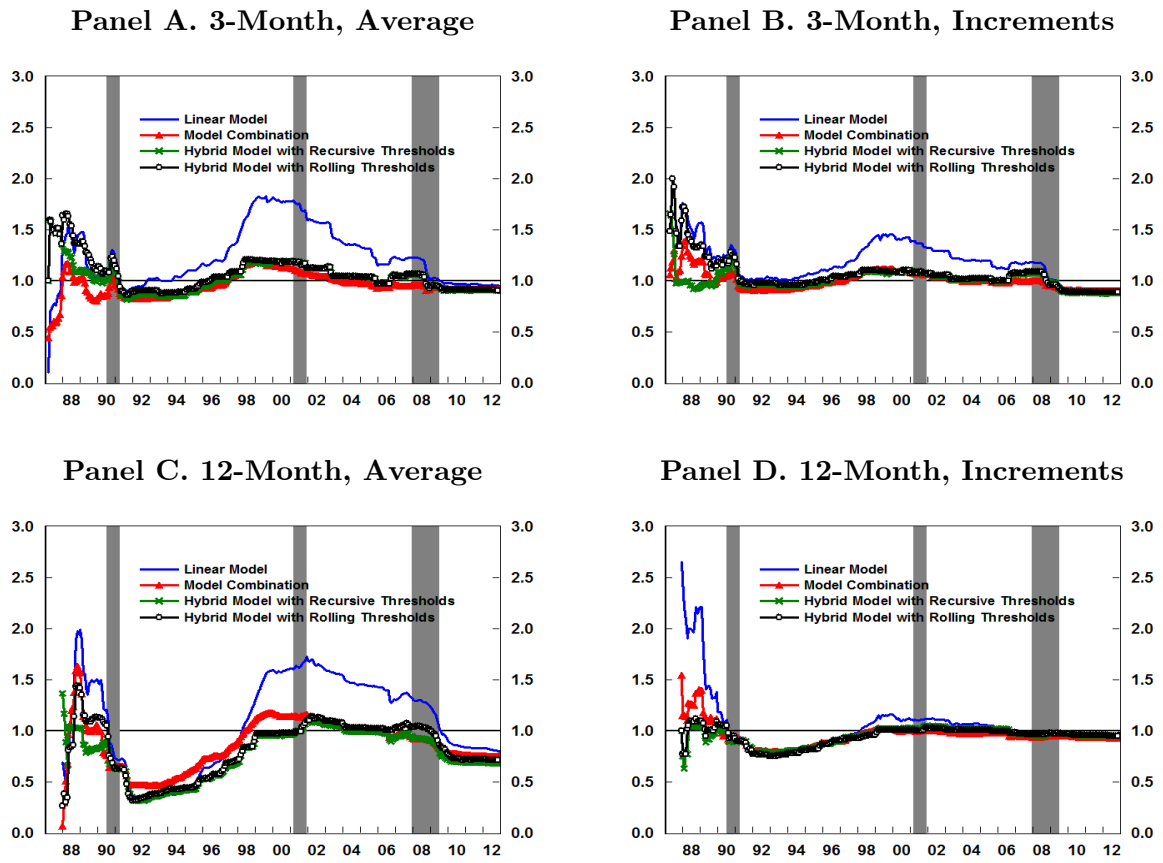 Panel A. 3-Month, Average
3.0 3.0
2.5 2.5
2.0 2.0
1.5 1.5
1.0 1.0
0.5 0.5
0.0 0.0
Linear Model
Model Combination
Hybrid Model with Recursive Thresholds
Hybrid Model with Rolling Thresholds
88 90 92 94 96 98 00 02 04 06 08 10 12
Panel B. 3-Month, Increments
3.0 3.0
2.5 2.5
2.0 2.0
1.5 1.5
1.0 1.0
0.5 0.5
0.0 0.0
Linear Model
Model Combination
Hybrid Model with Recursive Thresholds
Hybrid Model with Rolling Thresholds
88 90 92 94 96 98 00 02 04 06 08 10 12
Panel C. 12-Month, Average
3.0 3.0
2.5 2.5
2.0 2.0
1.5 1.5
1.0 1.0
0.5 0.5
0.0 0.0
Linear Model
Model Combination
Hybrid Model with Recursive Thresholds
Hybrid Model with Rolling Thresholds
88 90 92 94 96 98 00 02 04 06 08 10 12
Panel D. 12-Month, Increments
3.0 3.0
2.5 2.5
2.0 2.0
1.5 1.5
1.0 1.0
0.5 0.5
0.0 0.0
Linear Model
Model Combination
Hybrid Model with Recursive Thresholds
Hybrid Model with Rolling Thresholds
88 90 92 94 96 98 00 02 04 06 08 10 12